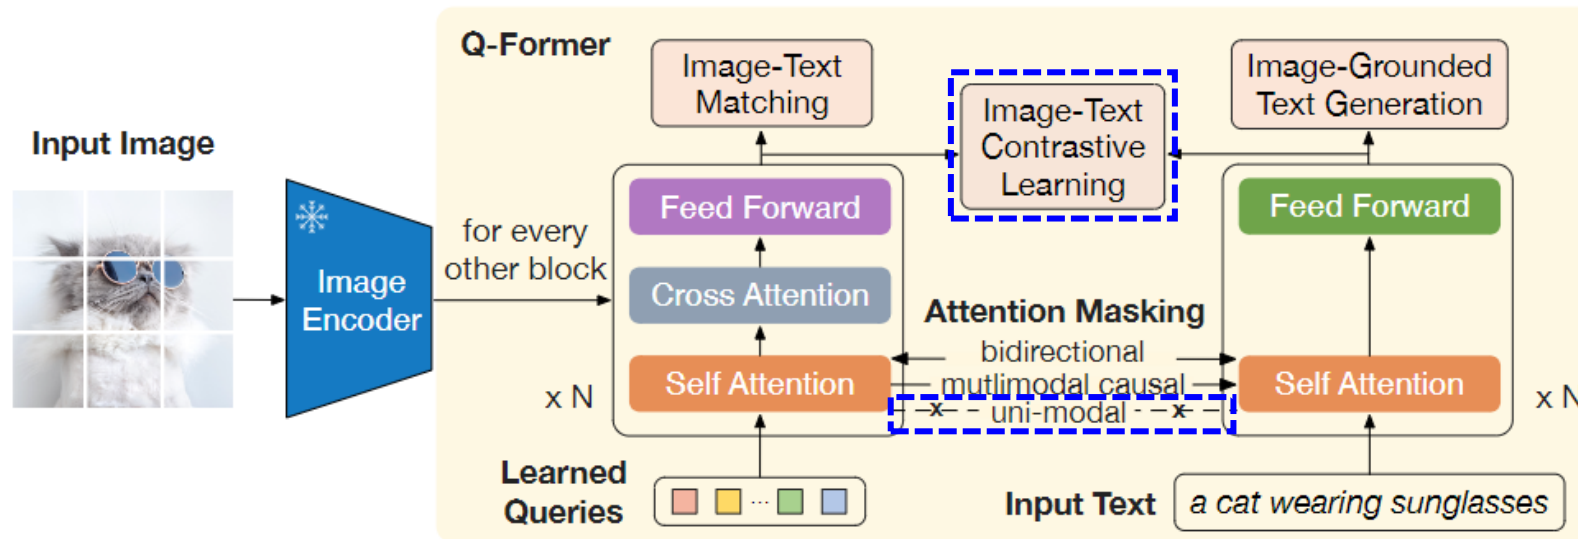 Q-Former
Image-Text
Matching
Image-Text
Contrastive
Learning
Image-Grounded
Text Generation
Input Image
Image
Encoder
for every
other block
Feed Forward
Cross Attention
Self Attention
x N
Attention Masking
bidirectional
mutlimodal causal
x uni-modal x
Feed Forward
Self Attention
x N
Learned
Queries
...
Input Text
a cat wearing sunglasses